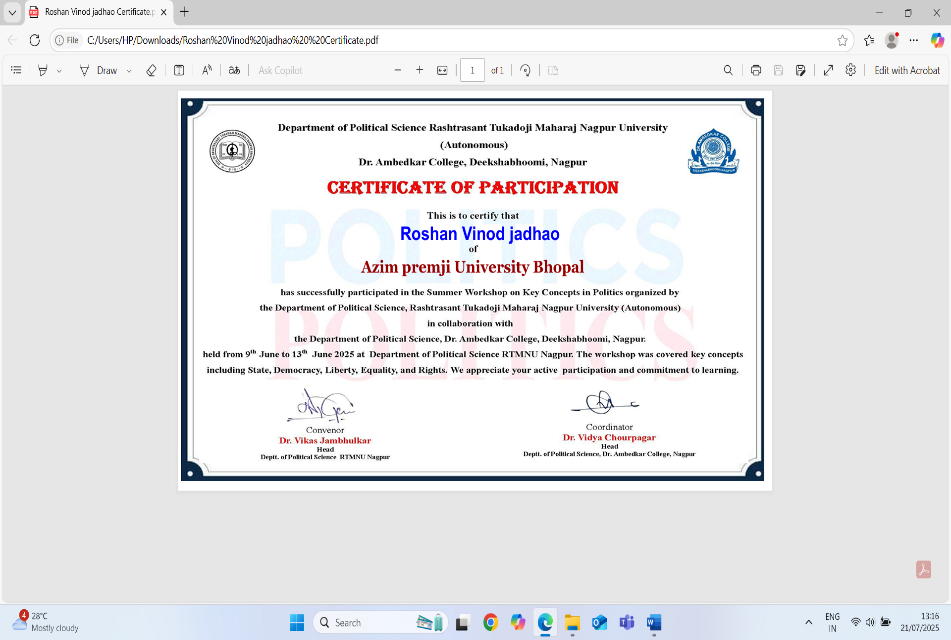 Roshan Vinod jadhao Certificate.p
File
C:/Users/HP/Downloads/Roshan%20Vinod%20jadhao%20%20Certificate.pdf
Draw
Ask Copilot
1
of 1
Edit with Acrobat
Department of Political Science Rashtrasant Tukadoji Maharaj Nagpur University
(Autonomous)
Dr. Ambedkar College, Deekshabhoomi, Nagpur
CERTIFICATE OF PARTICIPATION
POLITICS
This is to certify that
Roshan Vinod jadhao
of
Azim premji University Bhopal
has successfully participated in the Summer Workshop on Key Concepts in Politics organized by
the Department of Political Science, Rashtrasant Tukadoji Maharaj Nagpur University (Autonomous)
POLITICS
in collaboration with
the Department of Political Science, Dr. Ambedkar College, Deekshabhoomi, Nagpur.
held from 9th June to 13th June 2025 at Department of Political Science RTMNU Nagpur. The workshop was covered key concepts
including State, Democracy, Liberty, Equality, and Rights. We appreciate your active participation and commitment to learning.
Convenor
Dr. Vikas Jambhulkar
Head
Deptt. of Political Science RTMNU Nagpur
Coordinator
Dr. Vidya Chourpagar
Head
Deptt. of Political Science, Dr. Ambedkar College, Nagpur
4
28°C
Mostly cloudy
Search
ENG
IN
13:16
21/07/2025